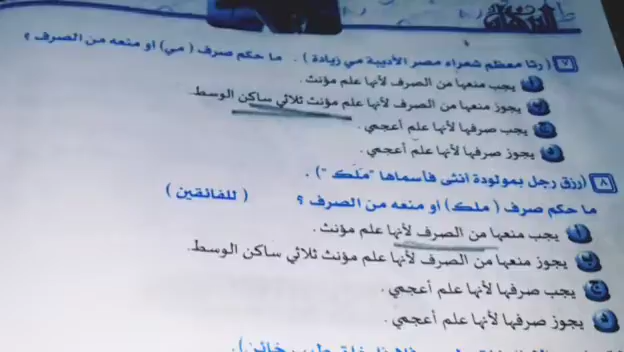 ٧ (رثا معظم شعراء مصر الأديبة مي زيادة). ما حكم صرف (مي) او منعه من الصرف ؟
أ يجب منعها من الصرف لأنها علم مؤنث.
ب يجوز منعها من الصرف لأنها علم مؤنث ثلاثي ساكن الوسط.
ج يجب صرفها لأنها علم أعجمي.
د يجوز صرفها لأنها علم أعجمي.
٨ (رزق رجل بمولودة انثى فاسماها "مَلَك").
ما حكم صرف (ملك) او منعه من الصرف ؟ (للفائقين)
أ يجب منعها من الصرف لأنها علم مؤنث.
ب يجوز منعها من الصرف لأنها علم مؤنث ثلاثي ساكن الوسط.
ج يجب صرفها لأنها علم أعجمي.
د يجوز صرفها لأنها علم أعجمي.